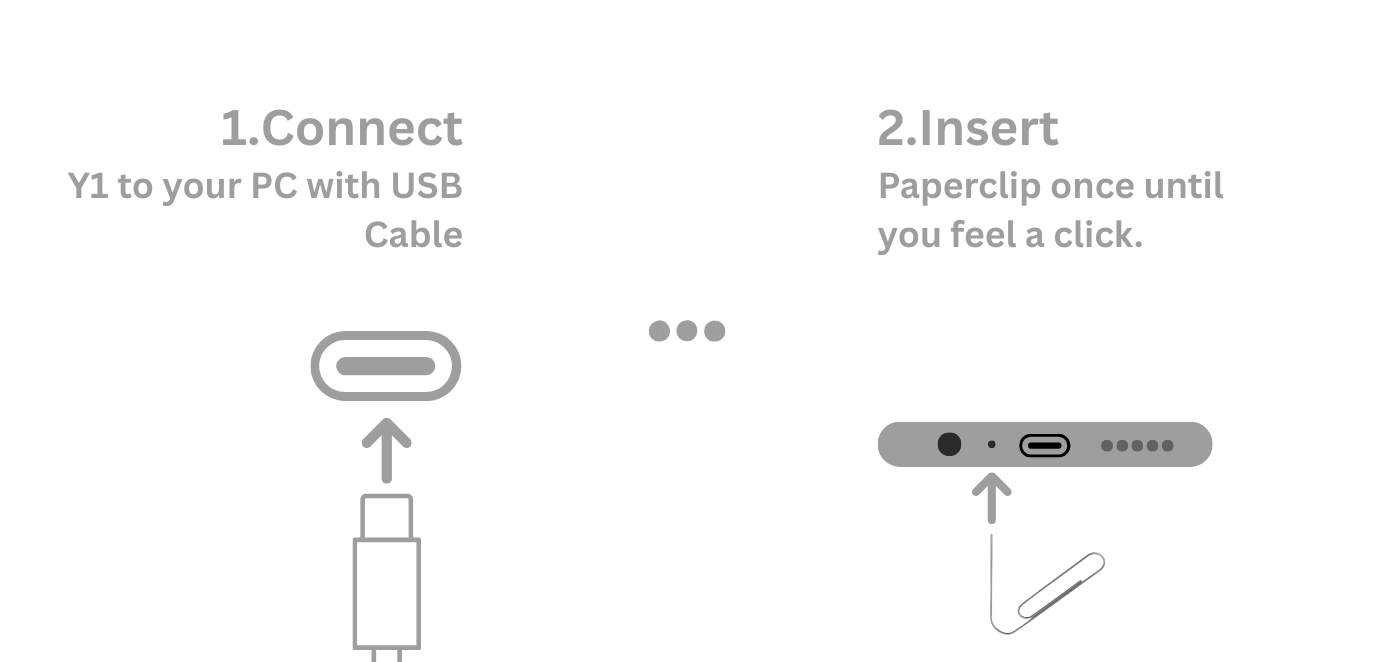 1.Connect
Y1 to your PC with USB
Cable
2.Insert
Paperclip once until
you feel a click.